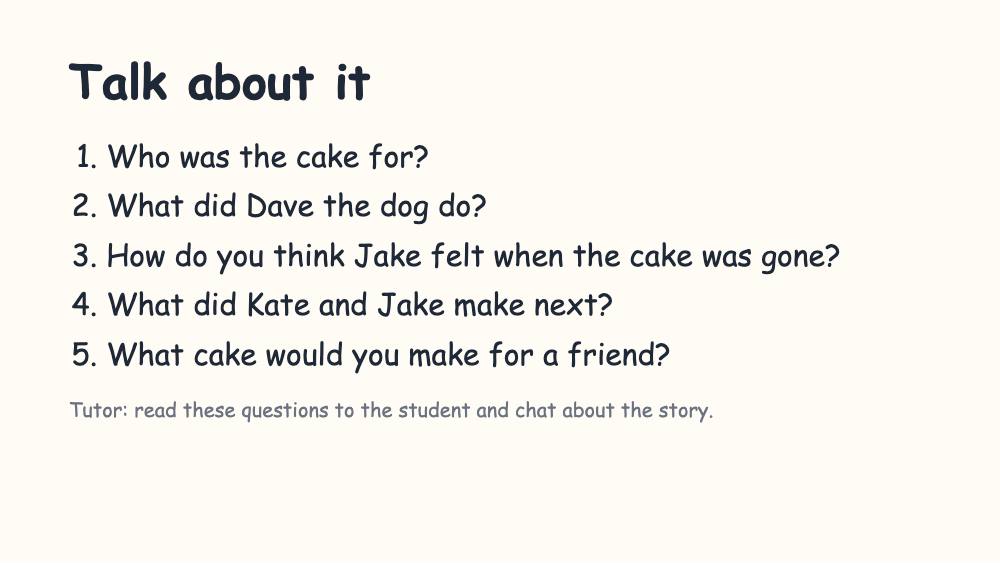 Talk about it
1. Who was the cake for?
2. What did Dave the dog do?
3. How do you think Jake felt when the cake was gone?
4. What did Kate and Jake make next?
5. What cake would you make for a friend?
Tutor: read these questions to the student and chat about the story.